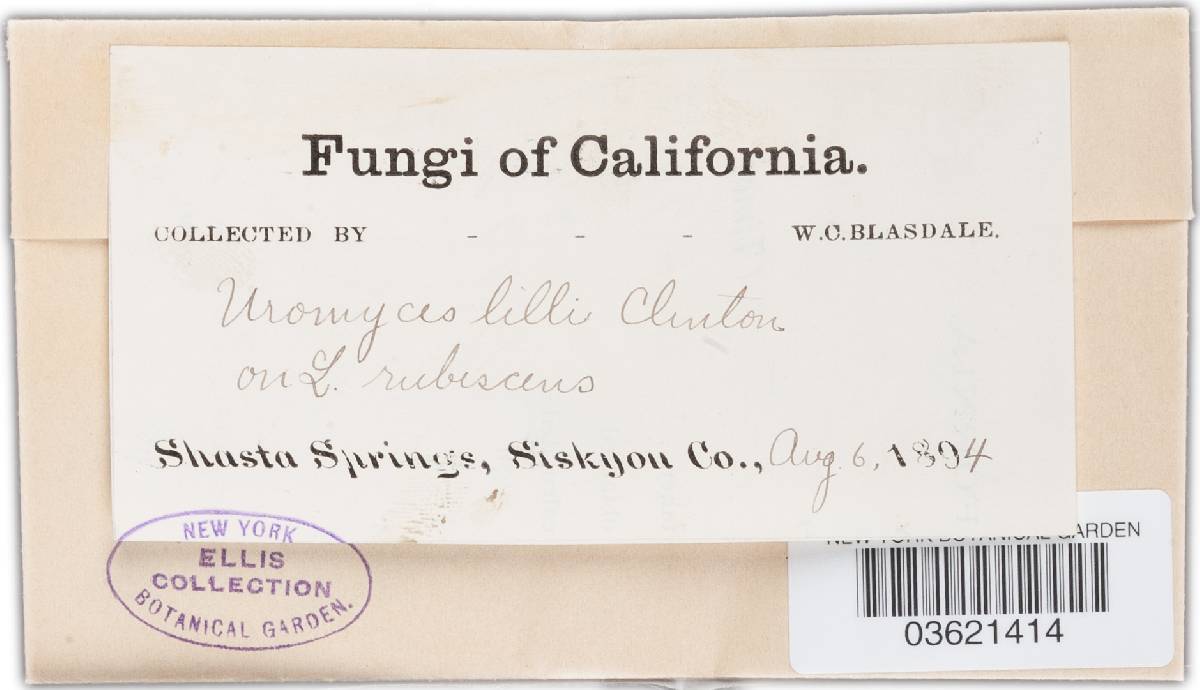 Fungi of California.
COLLECTED BY - - - W.C.BLASDALE.
Uromyces lilli Clinton
on L. rubescens
Shasta Springs, Siskyou Co., Aug 6, 1894
NEW YORK
ELLIS
COLLECTION
BOTANICAL GARDEN.
NEW YORK BOTANICAL GARDEN
03621414